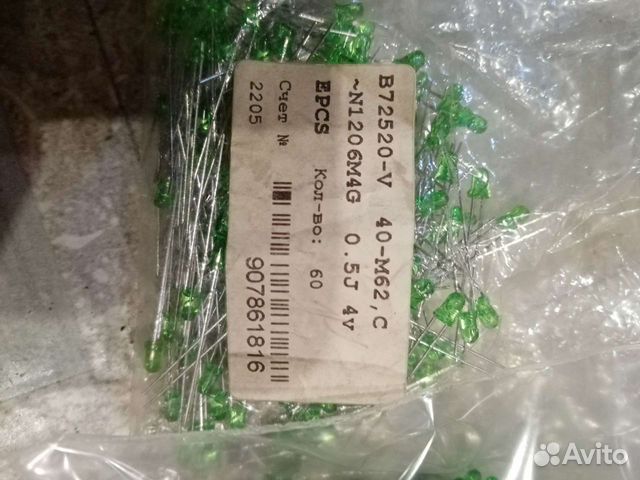 B72520-V 40-M62,C
~N1206M4G 0.5J 4v
EPCS Кол-во: 60
Счет №
2205
907861816
Avito